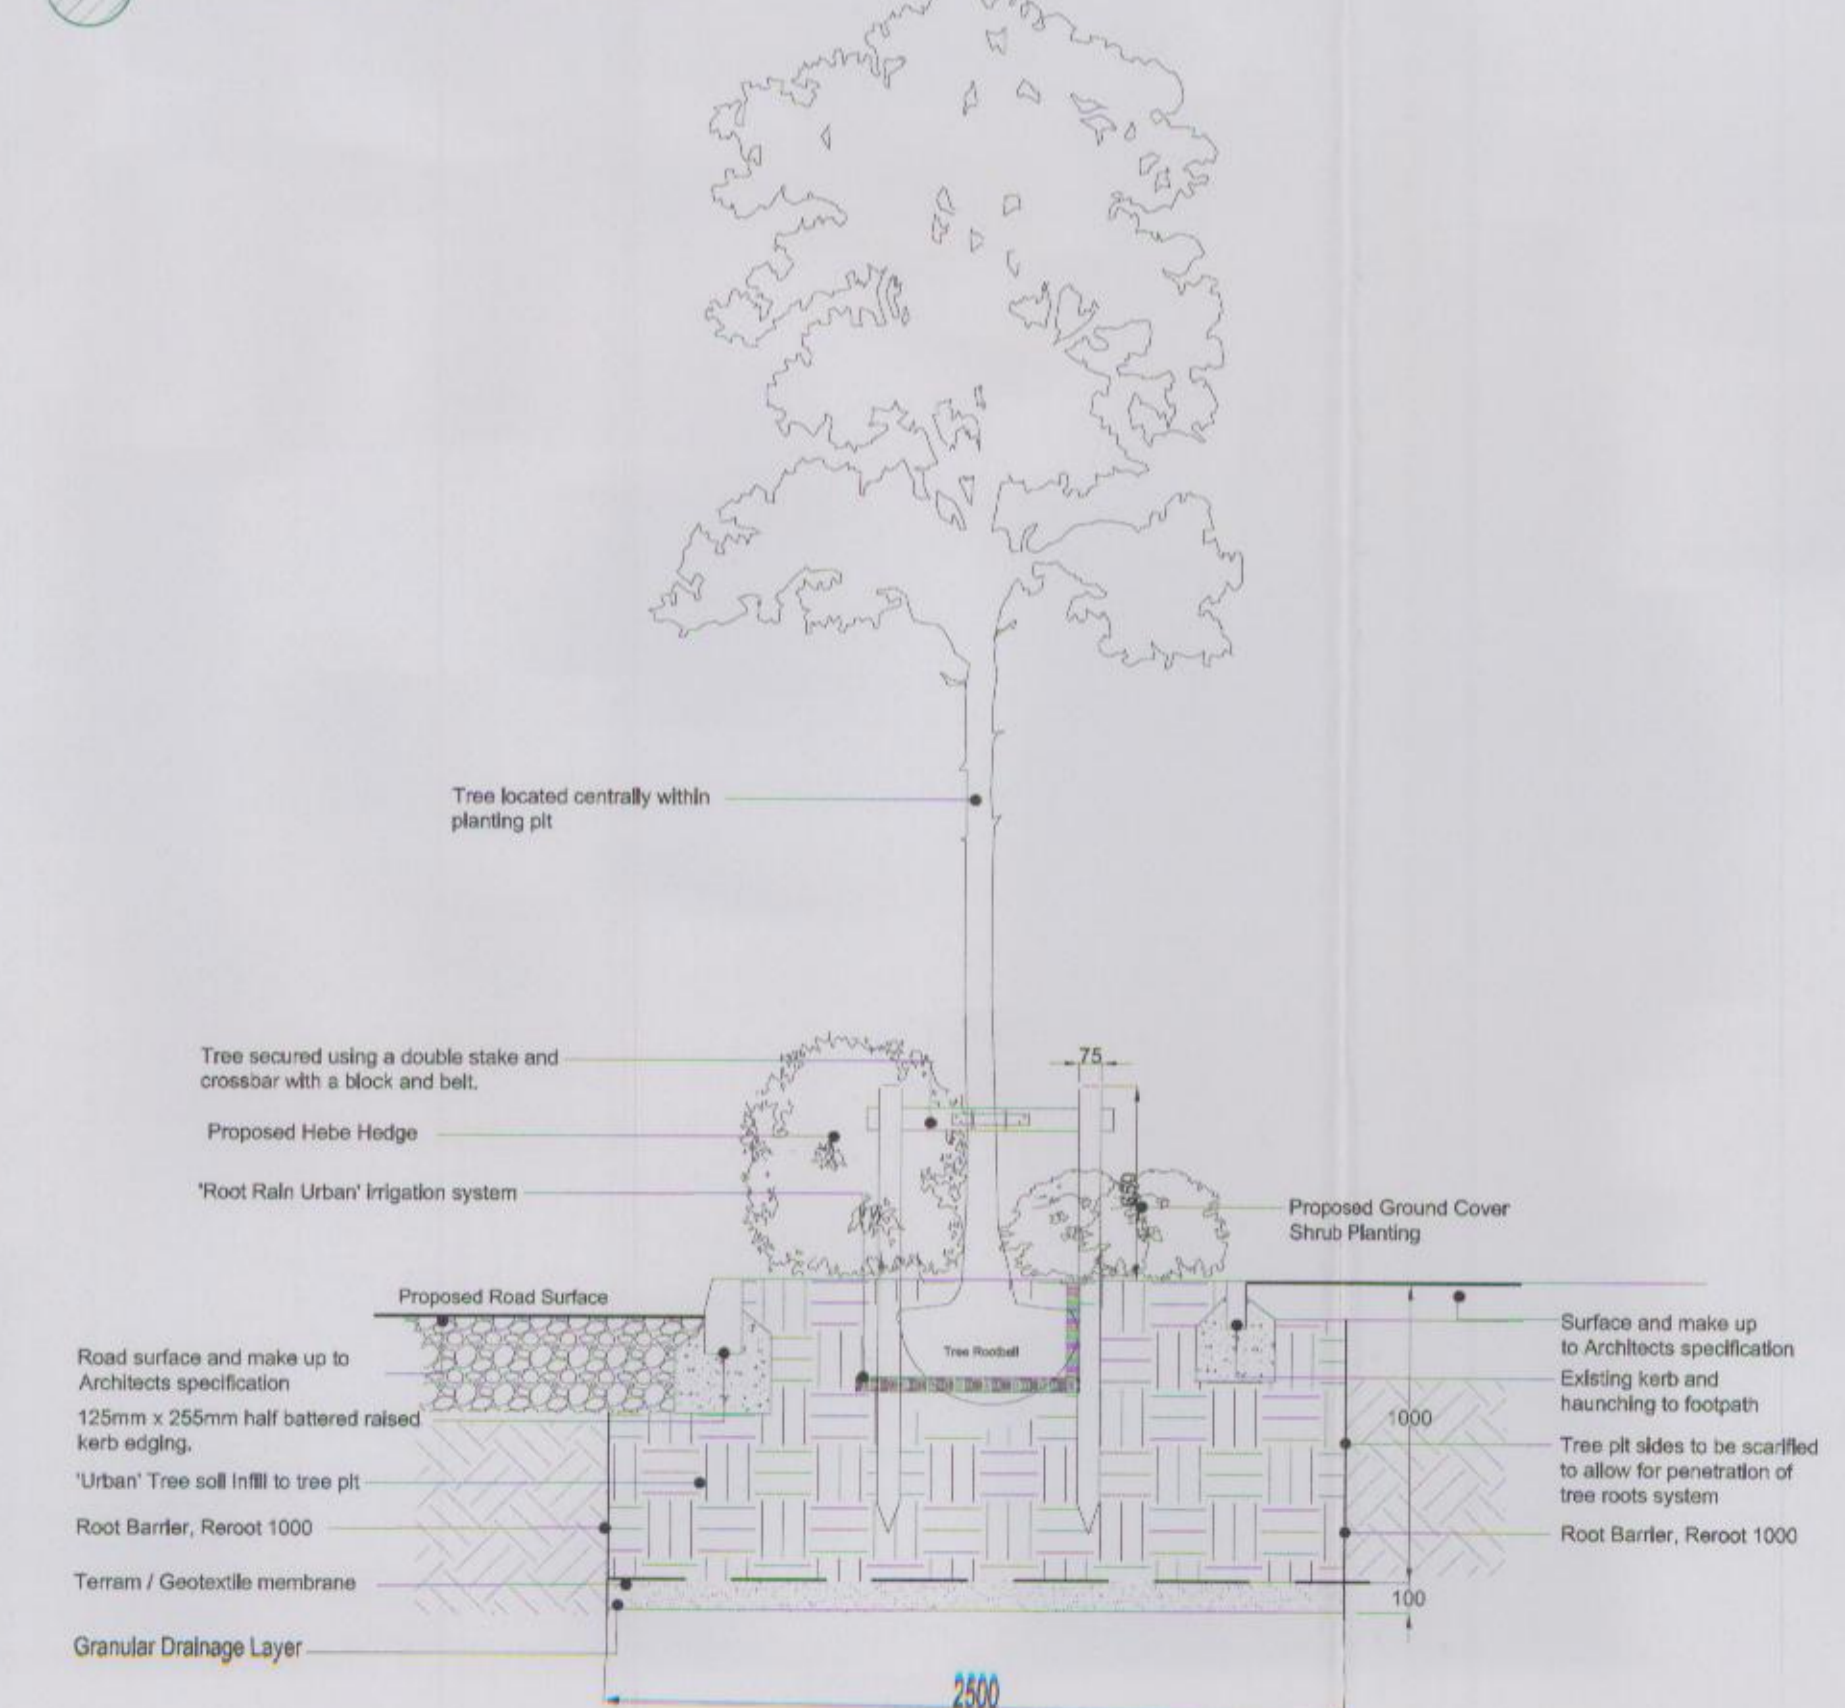 Tree located centrally within
planting pit
Tree secured using a double stake and
crossbar with a block and belt.
75
Proposed Hebe Hedge
'Root Rain Urban' irrigation system
Proposed Ground Cover
Shrub Planting
Proposed Road Surface
Surface and make up
to Architects specification
Tree Rootball
Road surface and make up to
Architects specification
Existing kerb and
haunching to footpath
125mm x 255mm half battered raised
kerb edging.
1000
Tree pit sides to be scarified
to allow for penetration of
tree roots system
'Urban' Tree soil infill to tree pit
Root Barrier, Reroot 1000
Root Barrier, Reroot 1000
Terram / Geotextile membrane
100
Granular Drainage Layer
2500